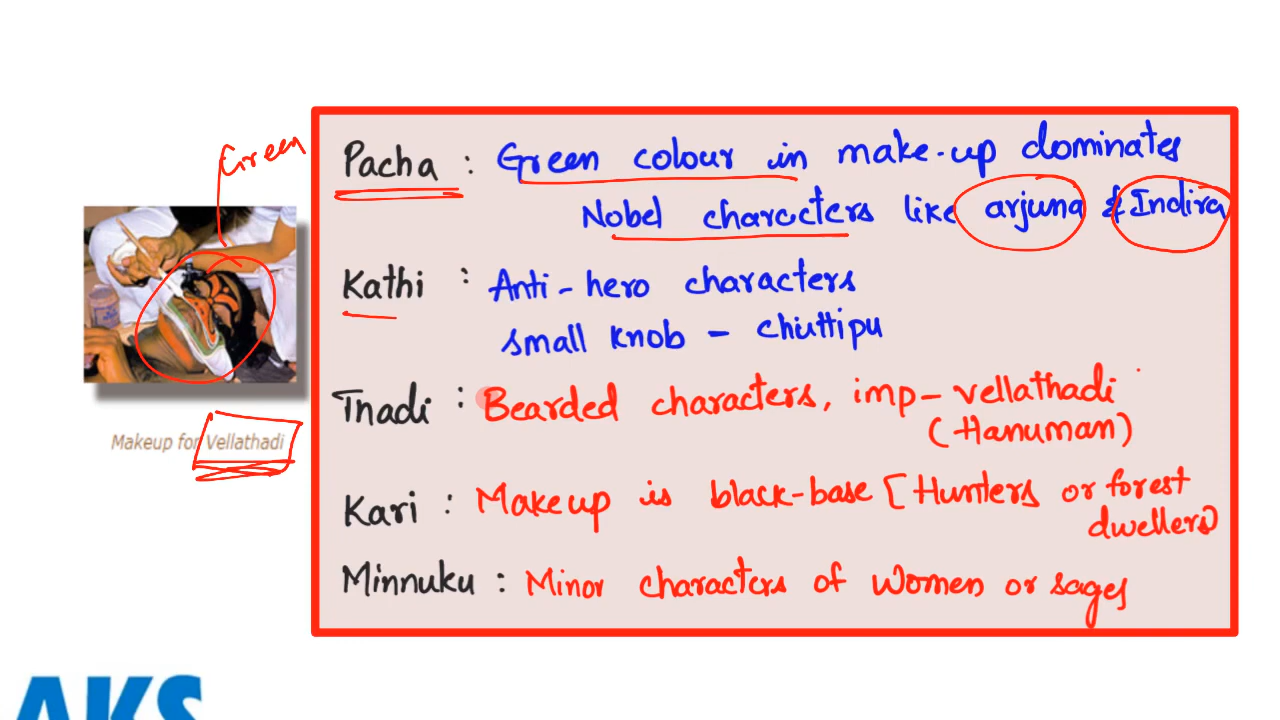 Green
Pacha : Green colour in make-up dominates
Nobel characters like arjuna & Indira
Kathi : Anti-hero characters
small knob - chuttipu
Thadi : Bearded characters, imp- vellathadi
(Hanuman)
Makeup for Vellathadi
Kari : Makeup is black-base [Hunters or forest
dwellers)
Minnuku : Minor characters of women or sages
AKS